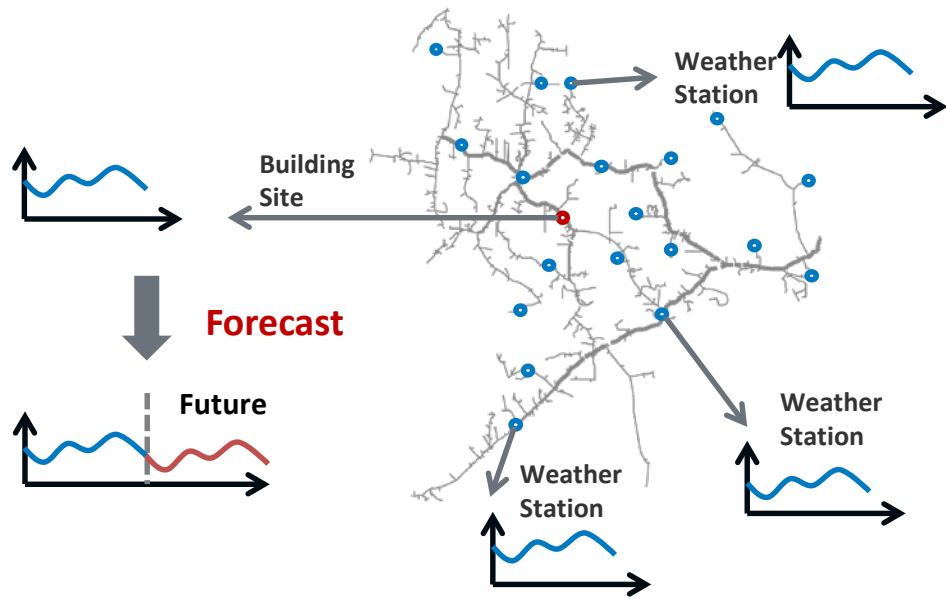 Weather
Station
Building
Site
Forecast
Future
Weather
Station
Weather
Station